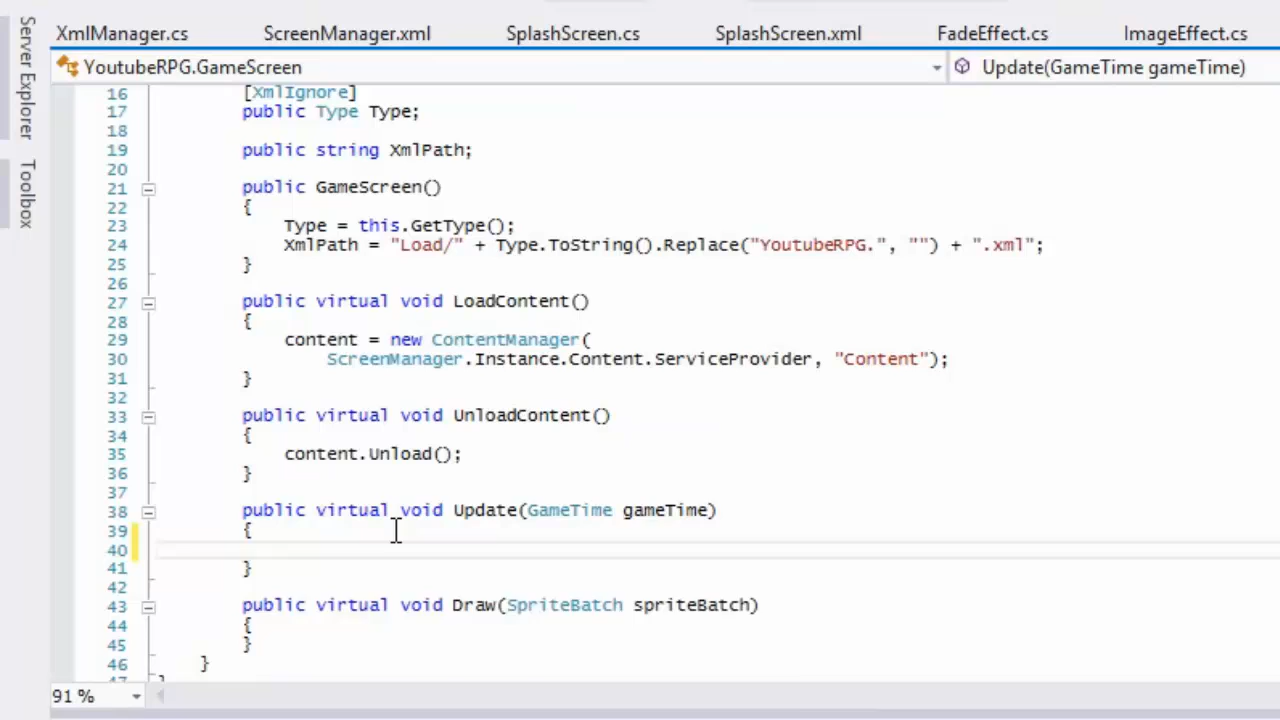 Server Explorer
Toolbox
XmlManager.cs ScreenManager.xml SplashScreen.cs SplashScreen.xml FadeEffect.cs ImageEffect.cs
YoutubeRPG.GameScreen Update(GameTime gameTime)
16 [XmlIgnore]
17 public Type Type;
18
19 public string XmlPath;
20
21 public GameScreen()
22 {
23 Type = this.GetType();
24 XmlPath = "Load/" + Type.ToString().Replace("YoutubeRPG.", "") + ".xml";
25 }
26
27 public virtual void LoadContent()
28 {
29 content = new ContentManager(
30 ScreenManager.Instance.Content.ServiceProvider, "Content");
31 }
32
33 public virtual void UnloadContent()
34 {
35 content.Unload();
36 }
37
38 public virtual void Update(GameTime gameTime)
39 {
40
41 }
42
43 public virtual void Draw(SpriteBatch spriteBatch)
44 {
45 }
46 }
47 }
91 %